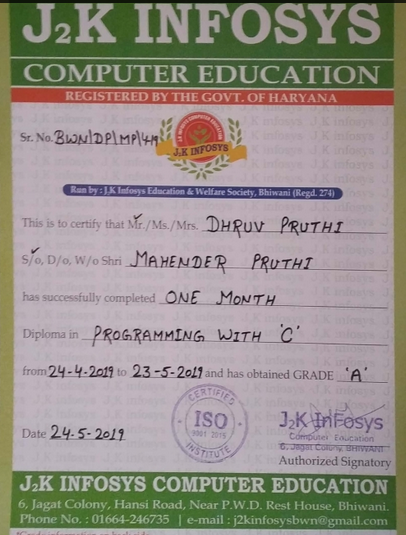 J2K INFOSYS
COMPUTER EDUCATION
REGISTERED BY THE GOVT. OF HARYANA
Sr. No. BWN|DP|MP|419
J2K INFOSYS
Run by : J.K Infosys Education & Welfare Society, Bhiwani (Regd. 274)
This is to certify that Mr./Ms./Mrs. DHRUV PRUTHI
S/o, D/o, W/o Shri MAHENDER PRUTHI
has successfully completed ONE MONTH
Diploma in PROGRAMMING WITH 'C'
from 24-4-2019 to 23-5-2019 and has obtained GRADE 'A'
CERTIFIED
ISO
INSTITUTE
J2K InFosys
Computer Education
6, Jagat Colony, BHIWANI
Date 24-5-2019
Authorized Signatory
J2K INFOSYS COMPUTER EDUCATION
6, Jagat Colony, Hansi Road, Near P.W.D. Rest House, Bhiwani.
Phone No. : 01664-246735 | e-mail : j2kinfosysbwn@gmail.com